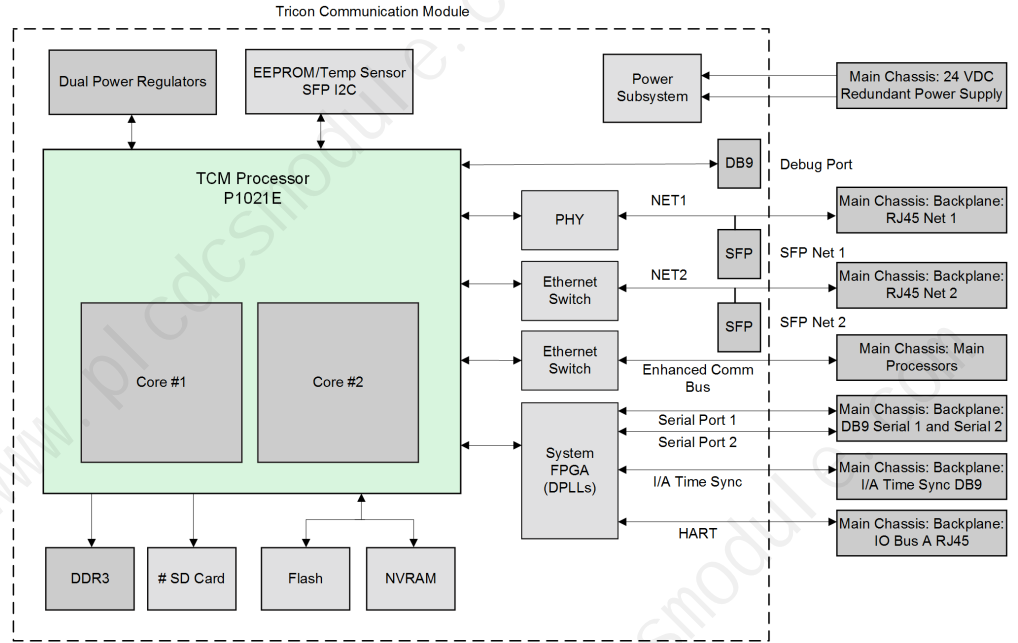 Tricon Communication Module
Dual Power Regulators
EEPROM/Temp Sensor
SFP I2C
Power
Subsystem
Main Chassis: 24 VDC
Redundant Power Supply
TCM Processor
P1021E
DB9
Debug Port
PHY
NET1
Main Chassis: Backplane:
RJ45 Net 1
SFP
SFP Net 1
Ethernet
Switch
NET2
Main Chassis: Backplane:
RJ45 Net 2
SFP
SFP Net 2
Ethernet
Switch
Enhanced Comm
Bus
Main Chassis: Main
Processors
Core #1
Core #2
System
FPGA
(DPLLs)
Serial Port 1
Serial Port 2
Main Chassis: Backplane:
DB9 Serial 1 and Serial 2
I/A Time Sync
Main Chassis: Backplane:
I/A Time Sync DB9
HART
Main Chassis: Backplane:
IO Bus A RJ45
DDR3
# SD Card
Flash
NVRAM
www.plcdcsmodule.com